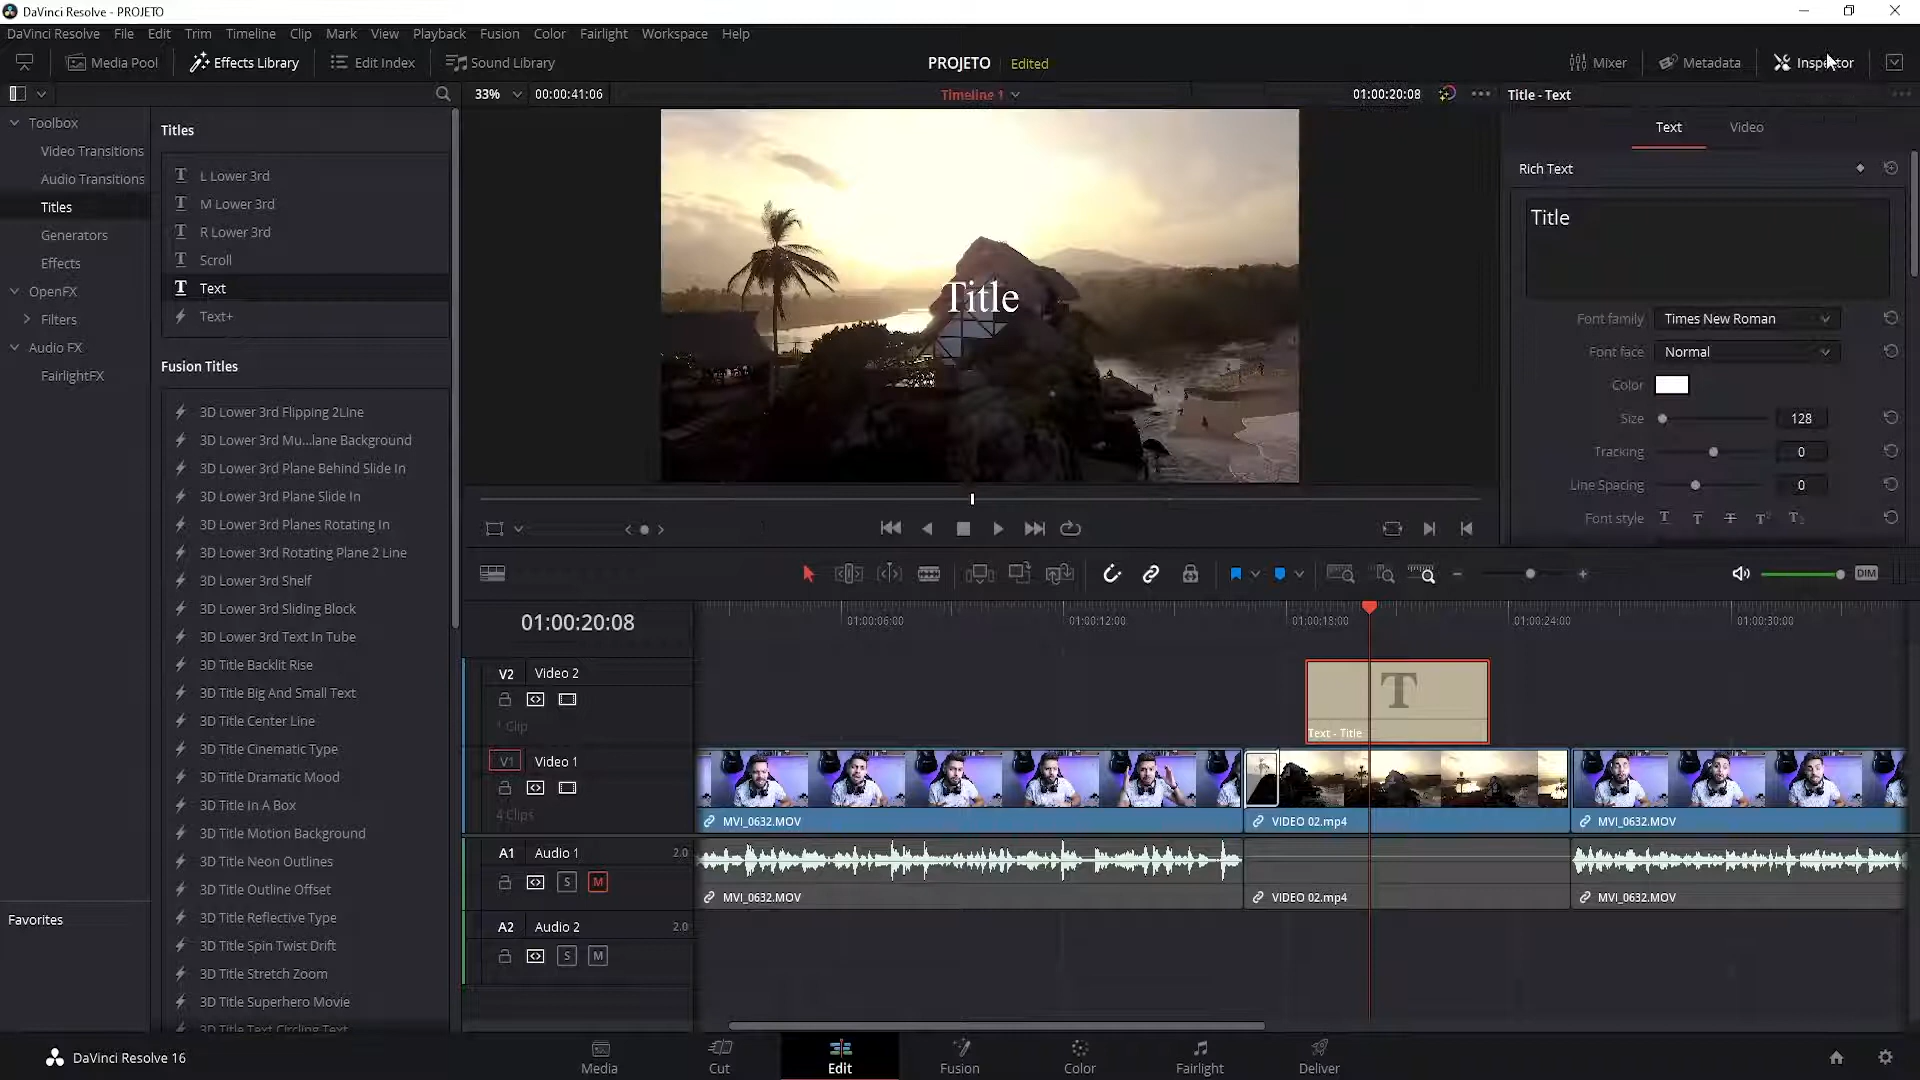 DaVinci Resolve - PROJETO
DaVinci Resolve File Edit Trim Timeline Clip Mark View Playback Fusion Color Fairlight Workspace Help
Media Pool Effects Library Edit Index Sound Library PROJETO Edited Mixer Metadata Inspector
33% 00:00:41:06 Timeline 1 01:00:20:08 Title - Text
Toolbox
Video Transitions
Audio Transitions
Titles
Generators
Effects
OpenFX
Filters
Audio FX
FairlightFX
Favorites
Titles
L Lower 3rd
M Lower 3rd
R Lower 3rd
Scroll
Text
Text+
Fusion Titles
3D Lower 3rd Flipping 2Line
3D Lower 3rd Mu...lane Background
3D Lower 3rd Plane Behind Slide In
3D Lower 3rd Plane Slide In
3D Lower 3rd Planes Rotating In
3D Lower 3rd Rotating Plane 2 Line
3D Lower 3rd Shelf
3D Lower 3rd Sliding Block
3D Lower 3rd Text In Tube
3D Title Backlit Rise
3D Title Big And Small Text
3D Title Center Line
3D Title Cinematic Type
3D Title Dramatic Mood
3D Title In A Box
3D Title Motion Background
3D Title Neon Outlines
3D Title Outline Offset
3D Title Reflective Type
3D Title Spin Twist Drift
3D Title Stretch Zoom
3D Title Superhero Movie
3D Title Text Circling Text
Title
Text Video
Rich Text
Title
Font family Times New Roman
Font face Normal
Color
Size 128
Tracking 0
Line Spacing 0
Font style T T T T T
DIM
01:00:20:08
01:00:06:00 01:00:12:00 01:00:18:00 01:00:24:00 01:00:30:00
V2 Video 2
1 Clip
T
Text - Title
V1 Video 1
4 Clips
MVI_0632.MOV VIDEO 02.mp4 MVI_0632.MOV
A1 Audio 1 2.0
S M
MVI_0632.MOV VIDEO 02.mp4 MVI_0632.MOV
A2 Audio 2 2.0
S M
DaVinci Resolve 16
Media Cut Edit Fusion Color Fairlight Deliver